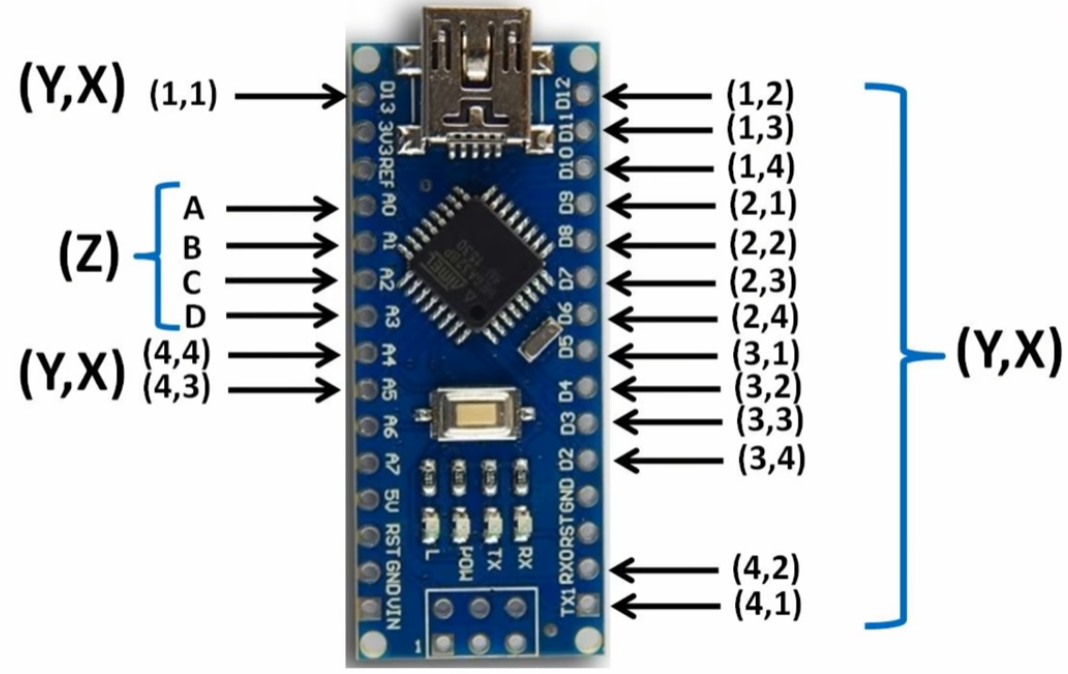 (Y,X) (1,1)
(Z)
A
B
C
D
(Y,X)
(4,4)
(4,3)
D13
3V3
REF
A0
A1
A2
A3
A4
A5
A6
A7
5V
RST
GND
VIN
ATMEL
1530
L
POW
TX
RX
1
D12
D11
D10
D9
D8
D7
D6
D5
D4
D3
D2
GND
RST
RX0
TX1
(1,2)
(1,3)
(1,4)
(2,1)
(2,2)
(2,3)
(2,4)
(3,1)
(3,2)
(3,3)
(3,4)
(4,2)
(4,1)
(Y,X)